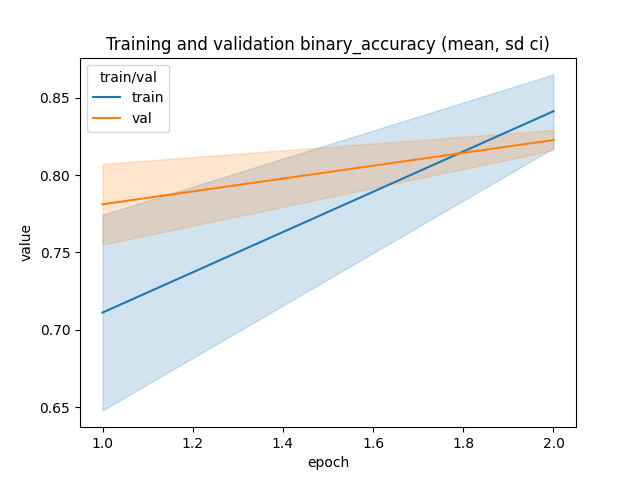 Training and validation binary_accuracy (mean, sd ci)
train/val
train
val
0.85
0.80
0.75
0.70
0.65
value
1.0 1.2 1.4 1.6 1.8 2.0
epoch